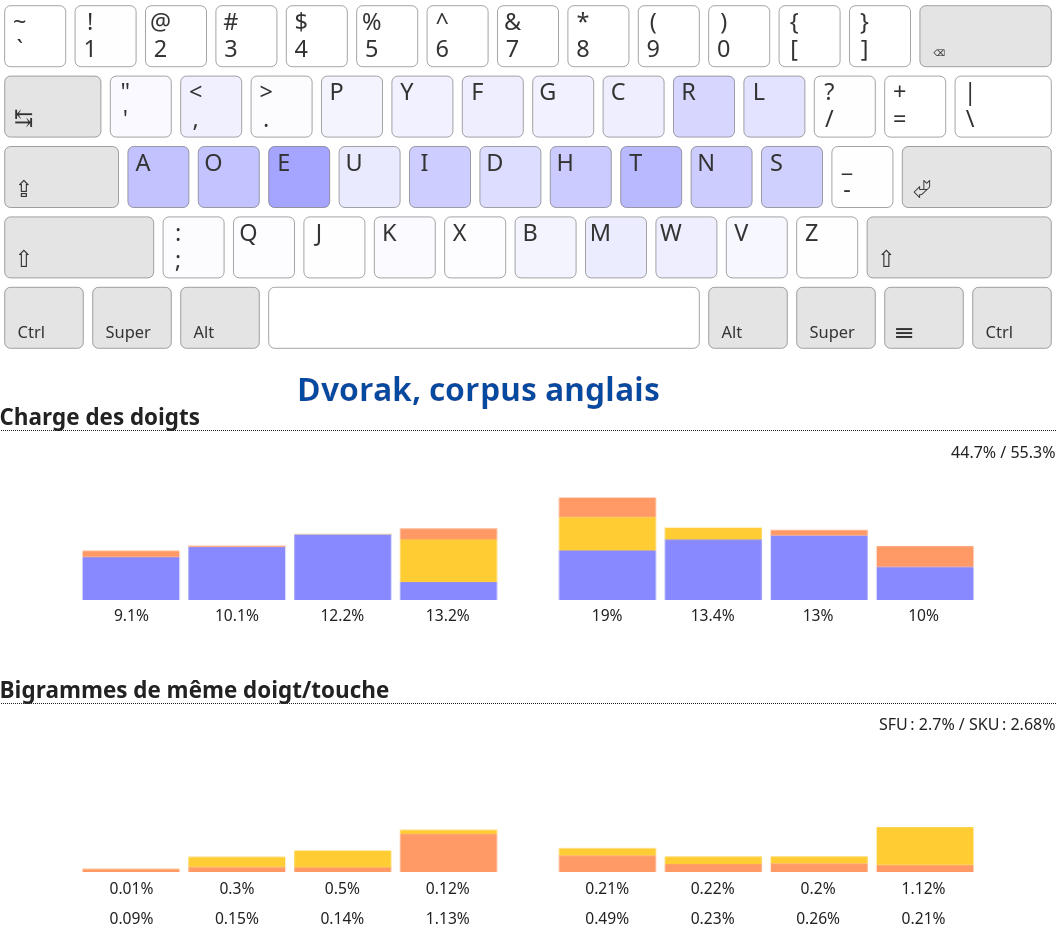 ~ ! @ # $ % ^ & * ( ) { }
` 1 2 3 4 5 6 7 8 9 0 [ ] ⌫
" < > P Y F G C R L ? + |
↹ ' , . / = \
A O E U I D H T N S _
⇪ - ⏎
: Q J K X B M W V Z
⇧ ; ⇧
Ctrl Super Alt Alt Super ≡ Ctrl
Dvorak, corpus anglais
Charge des doigts
44.7% / 55.3%
9.1% 10.1% 12.2% 13.2% 19% 13.4% 13% 10%
Bigrammes de même doigt/touche
SFU : 2.7% / SKU : 2.68%
0.01% 0.3% 0.5% 0.12% 0.21% 0.22% 0.2% 1.12%
0.09% 0.15% 0.14% 1.13% 0.49% 0.23% 0.26% 0.21%